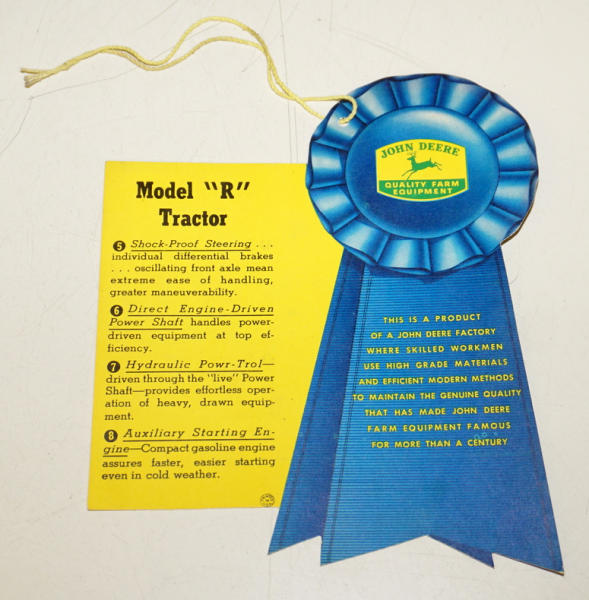 Model "R"
Tractor
5 Shock-Proof Steering . . .
individual differential brakes
. . . oscillating front axle mean
extreme ease of handling,
greater maneuverability.
6 Direct Engine-Driven
Power Shaft handles power-
driven equipment at top ef-
ficiency.
7 Hydraulic Powr-Trol—
driven through the "live" Power
Shaft—provides effortless oper-
ation of heavy, drawn equip-
ment.
8 Auxiliary Starting En-
gine—Compact gasoline engine
assures faster, easier starting
even in cold weather.
JOHN DEERE
QUALITY FARM
EQUIPMENT
THIS IS A PRODUCT
OF A JOHN DEERE FACTORY
WHERE SKILLED WORKMEN
USE HIGH GRADE MATERIALS
AND EFFICIENT MODERN METHODS
TO MAINTAIN THE GENUINE QUALITY
THAT HAS MADE JOHN DEERE
FARM EQUIPMENT FAMOUS
FOR MORE THAN A CENTURY